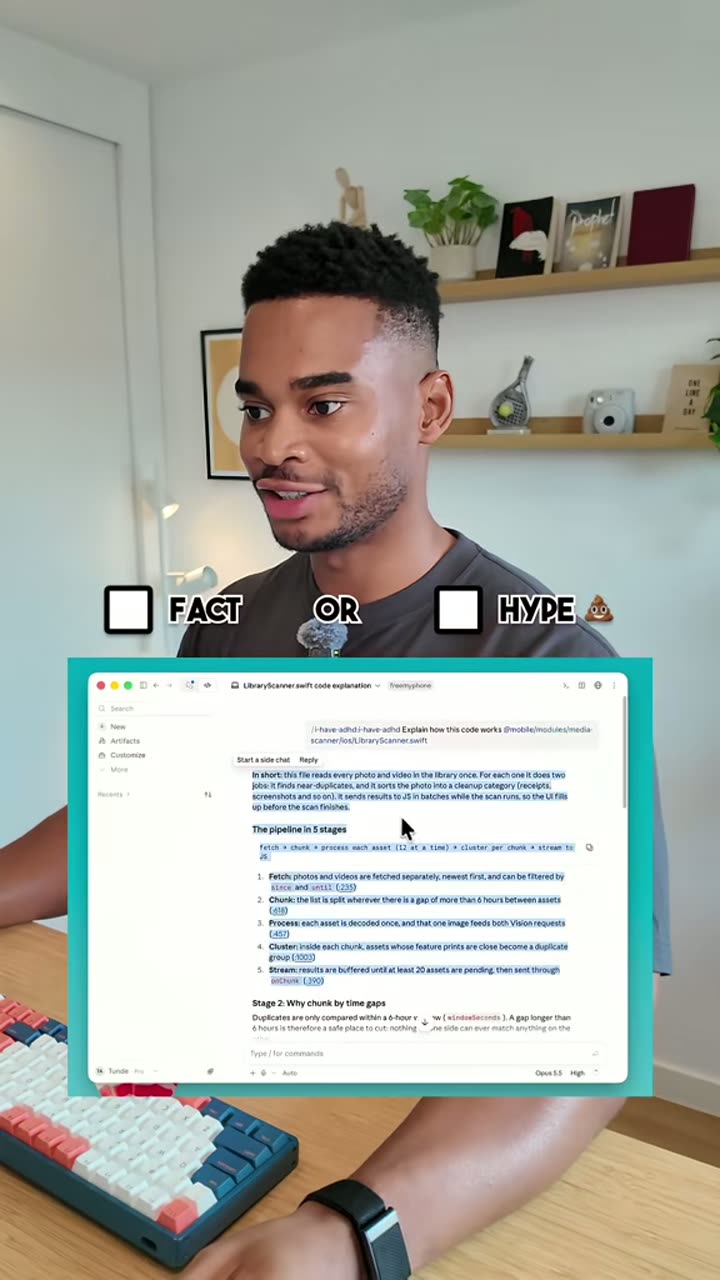 Prophet
ONE
LINE
A
DAY
FACT OR HYPE 💩
LibraryScanner.swift code explanation freemyphone
Search
New
Artifacts
Customize
More
Recents
/i-have-adhd:i-have-adhd Explain how this code works @mobile/modules/media-
scanner/ios/LibraryScanner.swift
Start a side chat Reply
In short: this file reads every photo and video in the library once. For each one it does two
jobs: it finds near-duplicates, and it sorts the photo into a cleanup category (receipts,
screenshots and so on). It sends results to JS in batches while the scan runs, so the UI fills
up before the scan finishes.
The pipeline in 5 stages
fetch → chunk → process each asset (12 at a time) → cluster per chunk → stream to
JS
1. Fetch: photos and videos are fetched separately, newest first, and can be filtered by
since and until (:235)
2. Chunk: the list is split wherever there is a gap of more than 6 hours between assets
(:618)
3. Process: each asset is decoded once, and that one image feeds both Vision requests
(:457)
4. Cluster: inside each chunk, assets whose feature prints are close become a duplicate
group (:1003)
5. Stream: results are buffered until at least 20 assets are pending, then sent through
onChunk (:390)
Stage 2: Why chunk by time gaps
Duplicates are only compared within a 6-hour (windowSeconds). A gap longer than
6 hours is therefore a safe place to cut: nothing one side can ever match anything on the
Type / for commands
Tunde Pro
Auto
Opus 5.5 High